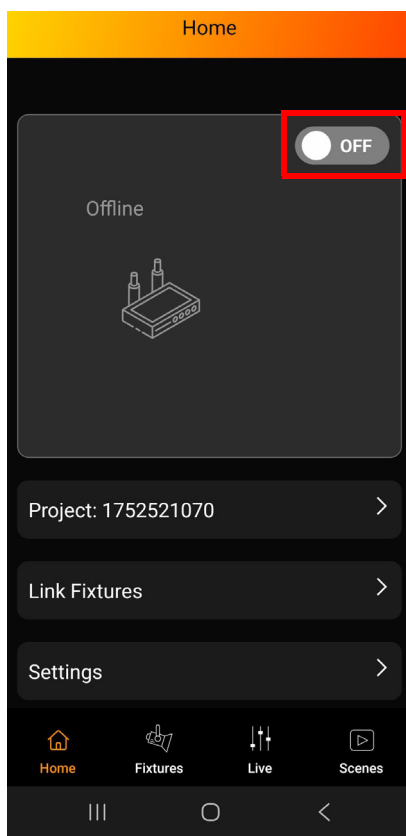 Home
OFF
Offline
Project: 1752521070
Link Fixtures
Settings
Home
Fixtures
Live
Scenes